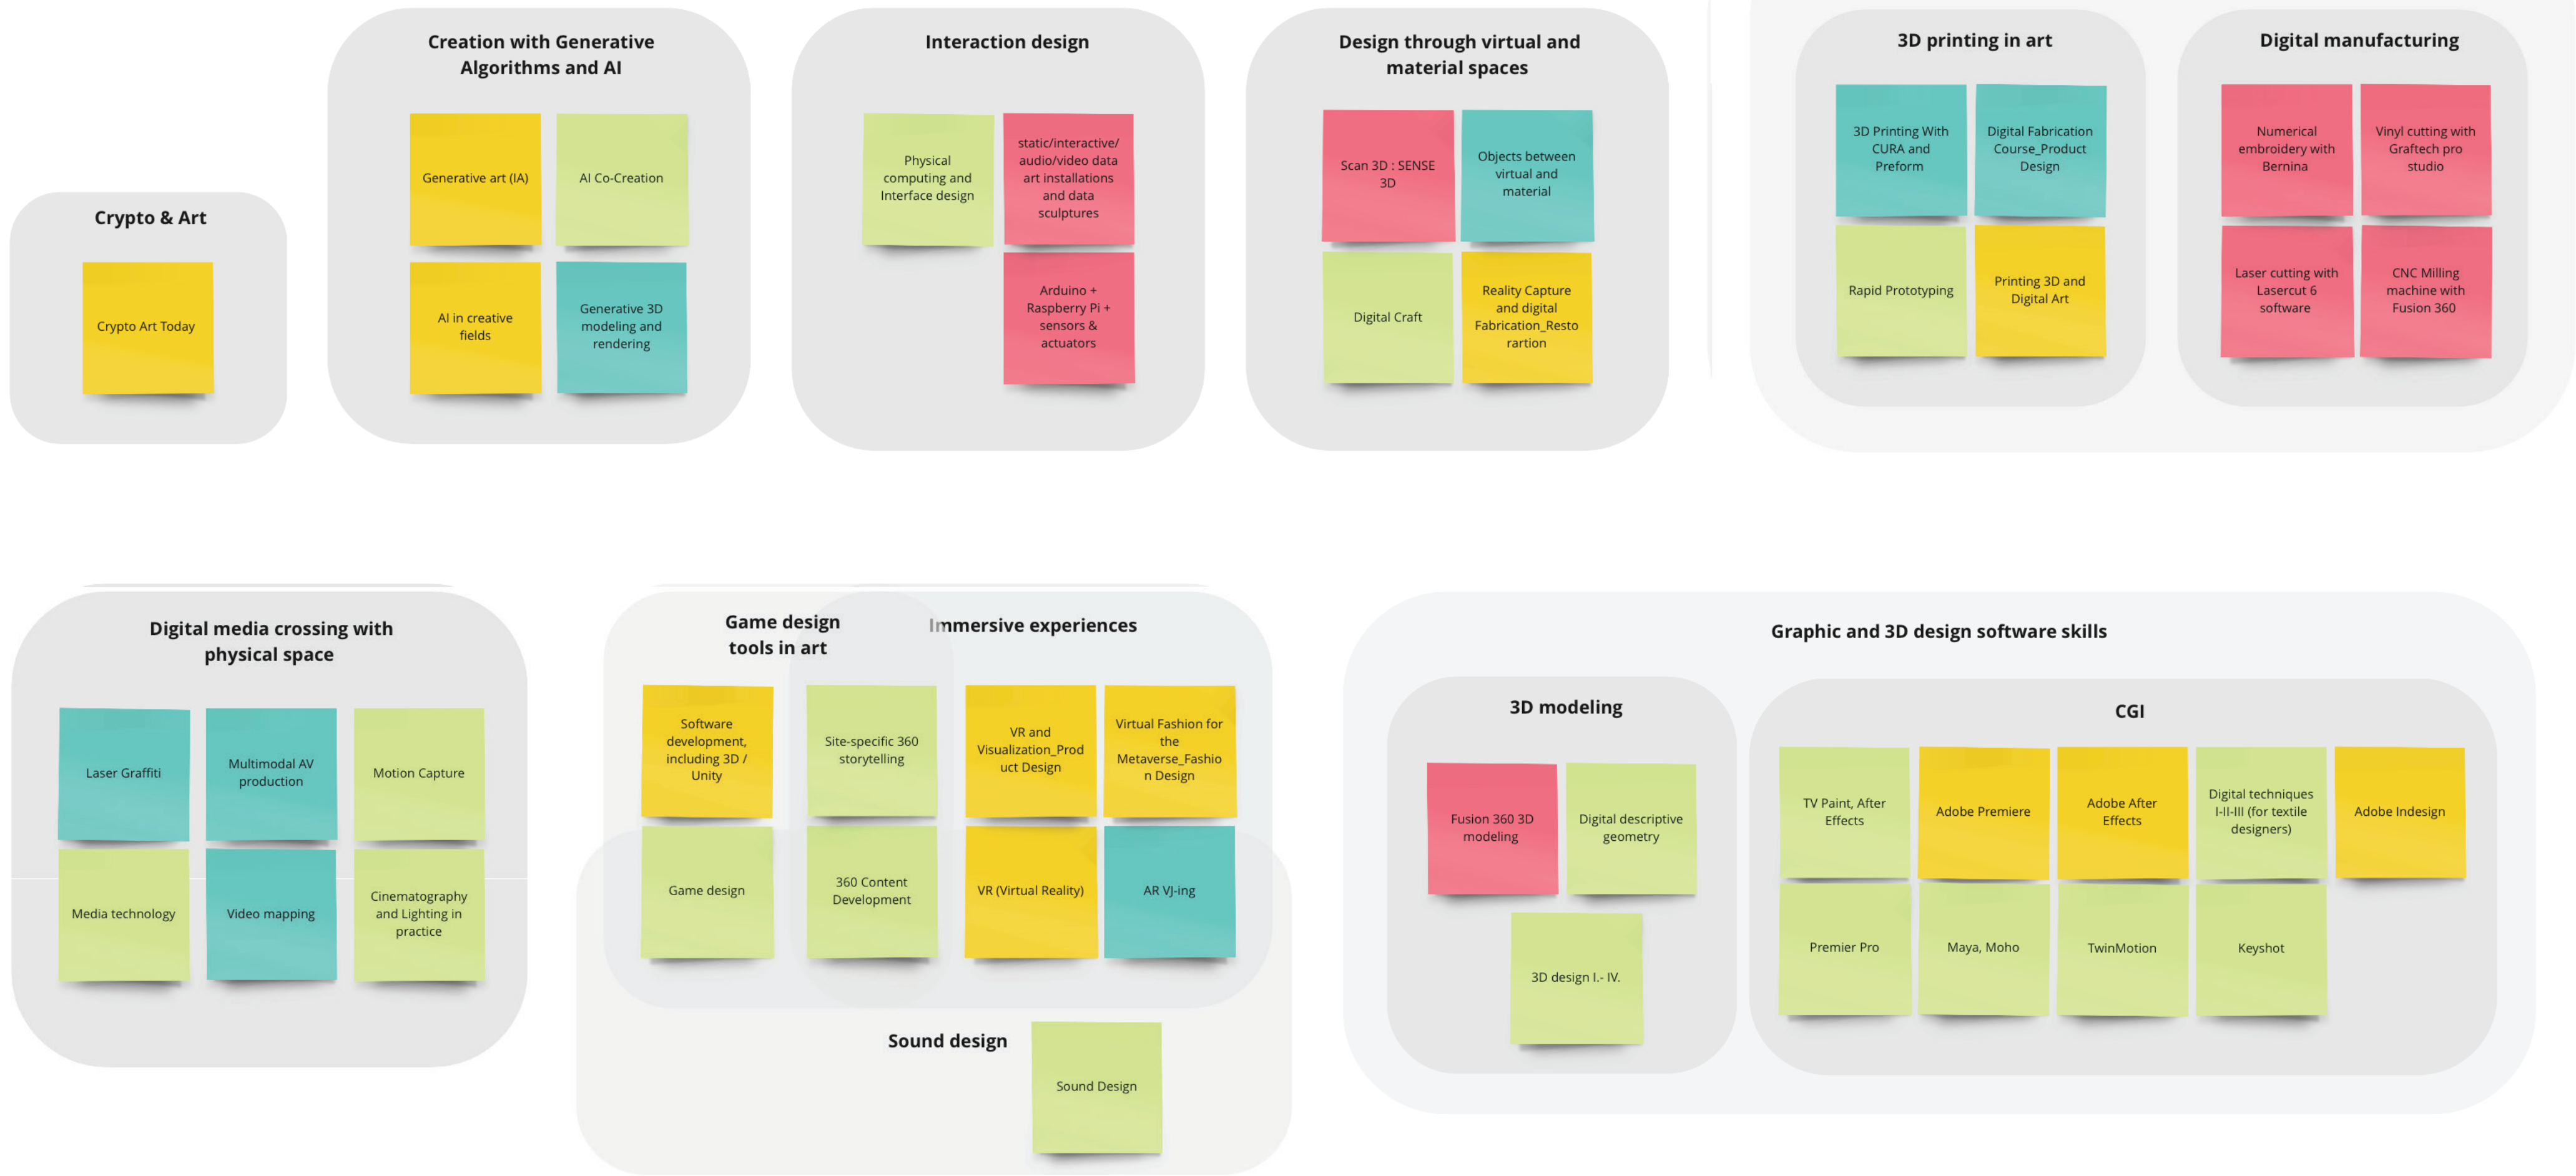 Crypto & Art
Crypto Art Today
Creation with Generative
Algorithms and AI
Generative art (IA)
AI Co-Creation
AI in creative
fields
Generative 3D
modeling and
rendering
Interaction design
Physical
computing and
Interface design
static/interactive/
audio/video data
art installations
and data
sculptures
Arduino +
Raspberry Pi +
sensors &
actuators
Design through virtual and
material spaces
Scan 3D : SENSE
3D
Objects between
virtual and
material
Digital Craft
Reality Capture
and digital
Fabrication_Resto
rartion
3D printing in art
3D Printing With
CURA and
Preform
Digital Fabrication
Course_Product
Design
Rapid Prototyping
Printing 3D and
Digital Art
Digital manufacturing
Numerical
embroidery with
Bernina
Vinyl cutting with
Graftech pro
studio
Laser cutting with
Lasercut 6
software
CNC Milling
machine with
Fusion 360
Digital media crossing with
physical space
Laser Graffiti
Multimodal AV
production
Motion Capture
Media technology
Video mapping
Cinematography
and Lighting in
practice
Game design
tools in art
Immersive experiences
Software
development,
including 3D /
Unity
Site-specific 360
storytelling
VR and
Visualization_Prod
uct Design
Virtual Fashion for
the
Metaverse_Fashio
n Design
Game design
360 Content
Development
VR (Virtual Reality)
AR VJ-ing
Sound design
Sound Design
Graphic and 3D design software skills
3D modeling
Fusion 360 3D
modeling
Digital descriptive
geometry
3D design I.- IV.
CGI
TV Paint, After
Effects
Adobe Premiere
Adobe After
Effects
Digital techniques
I-II-III (for textile
designers)
Adobe Indesign
Premier Pro
Maya, Moho
TwinMotion
Keyshot